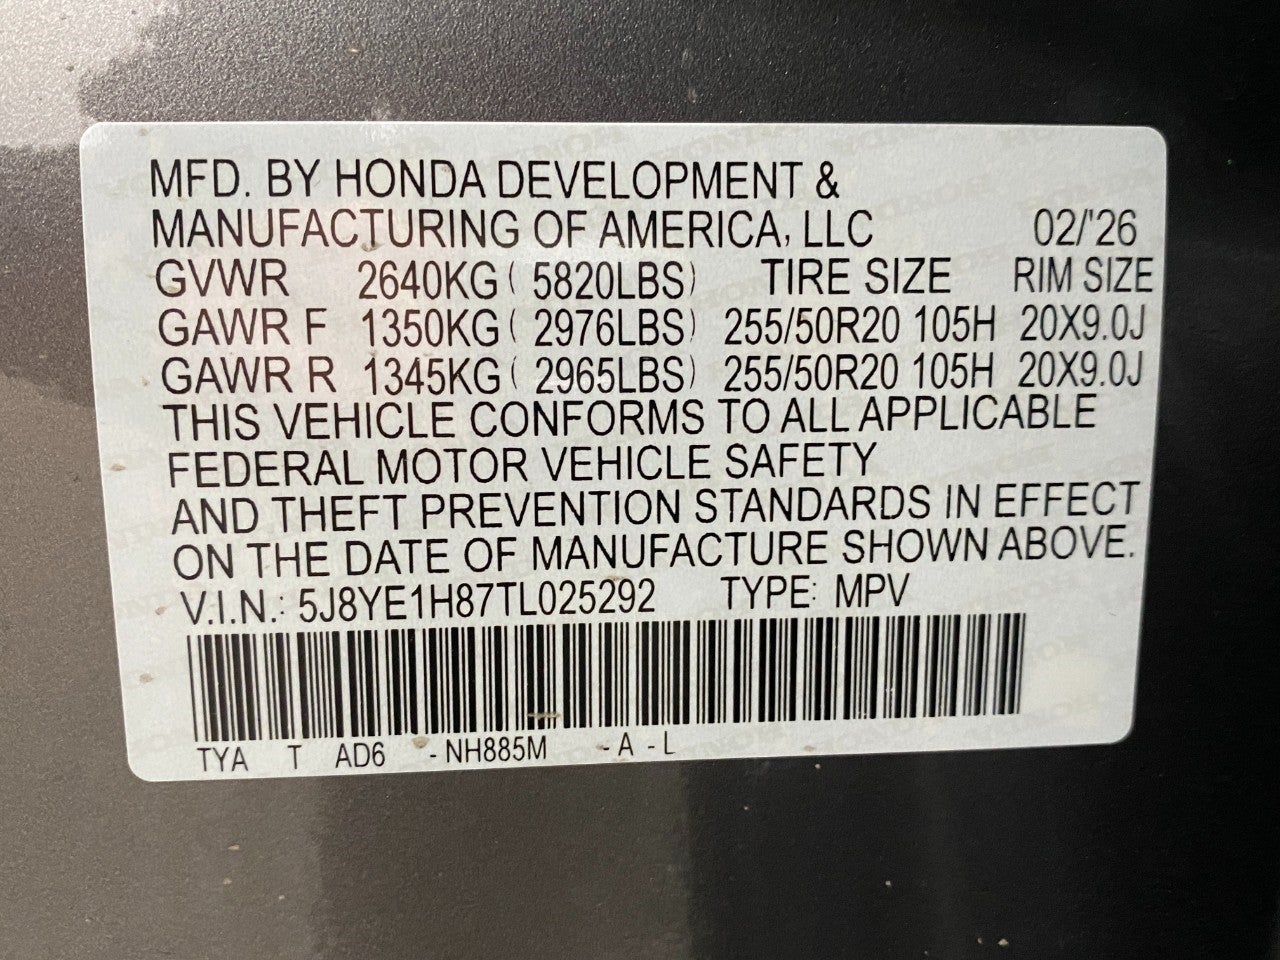 MFD. BY HONDA DEVELOPMENT &
MANUFACTURING OF AMERICA, LLC 02/'26
GVWR 2640KG ( 5820LBS) TIRE SIZE RIM SIZE
GAWR F 1350KG ( 2976LBS) 255/50R20 105H 20X9.0J
GAWR R 1345KG ( 2965LBS) 255/50R20 105H 20X9.0J
THIS VEHICLE CONFORMS TO ALL APPLICABLE
FEDERAL MOTOR VEHICLE SAFETY
AND THEFT PREVENTION STANDARDS IN EFFECT
ON THE DATE OF MANUFACTURE SHOWN ABOVE.
V.I.N.: 5J8YE1H87TL025292 TYPE: MPV
TYA T AD6 - NH885M - A - L